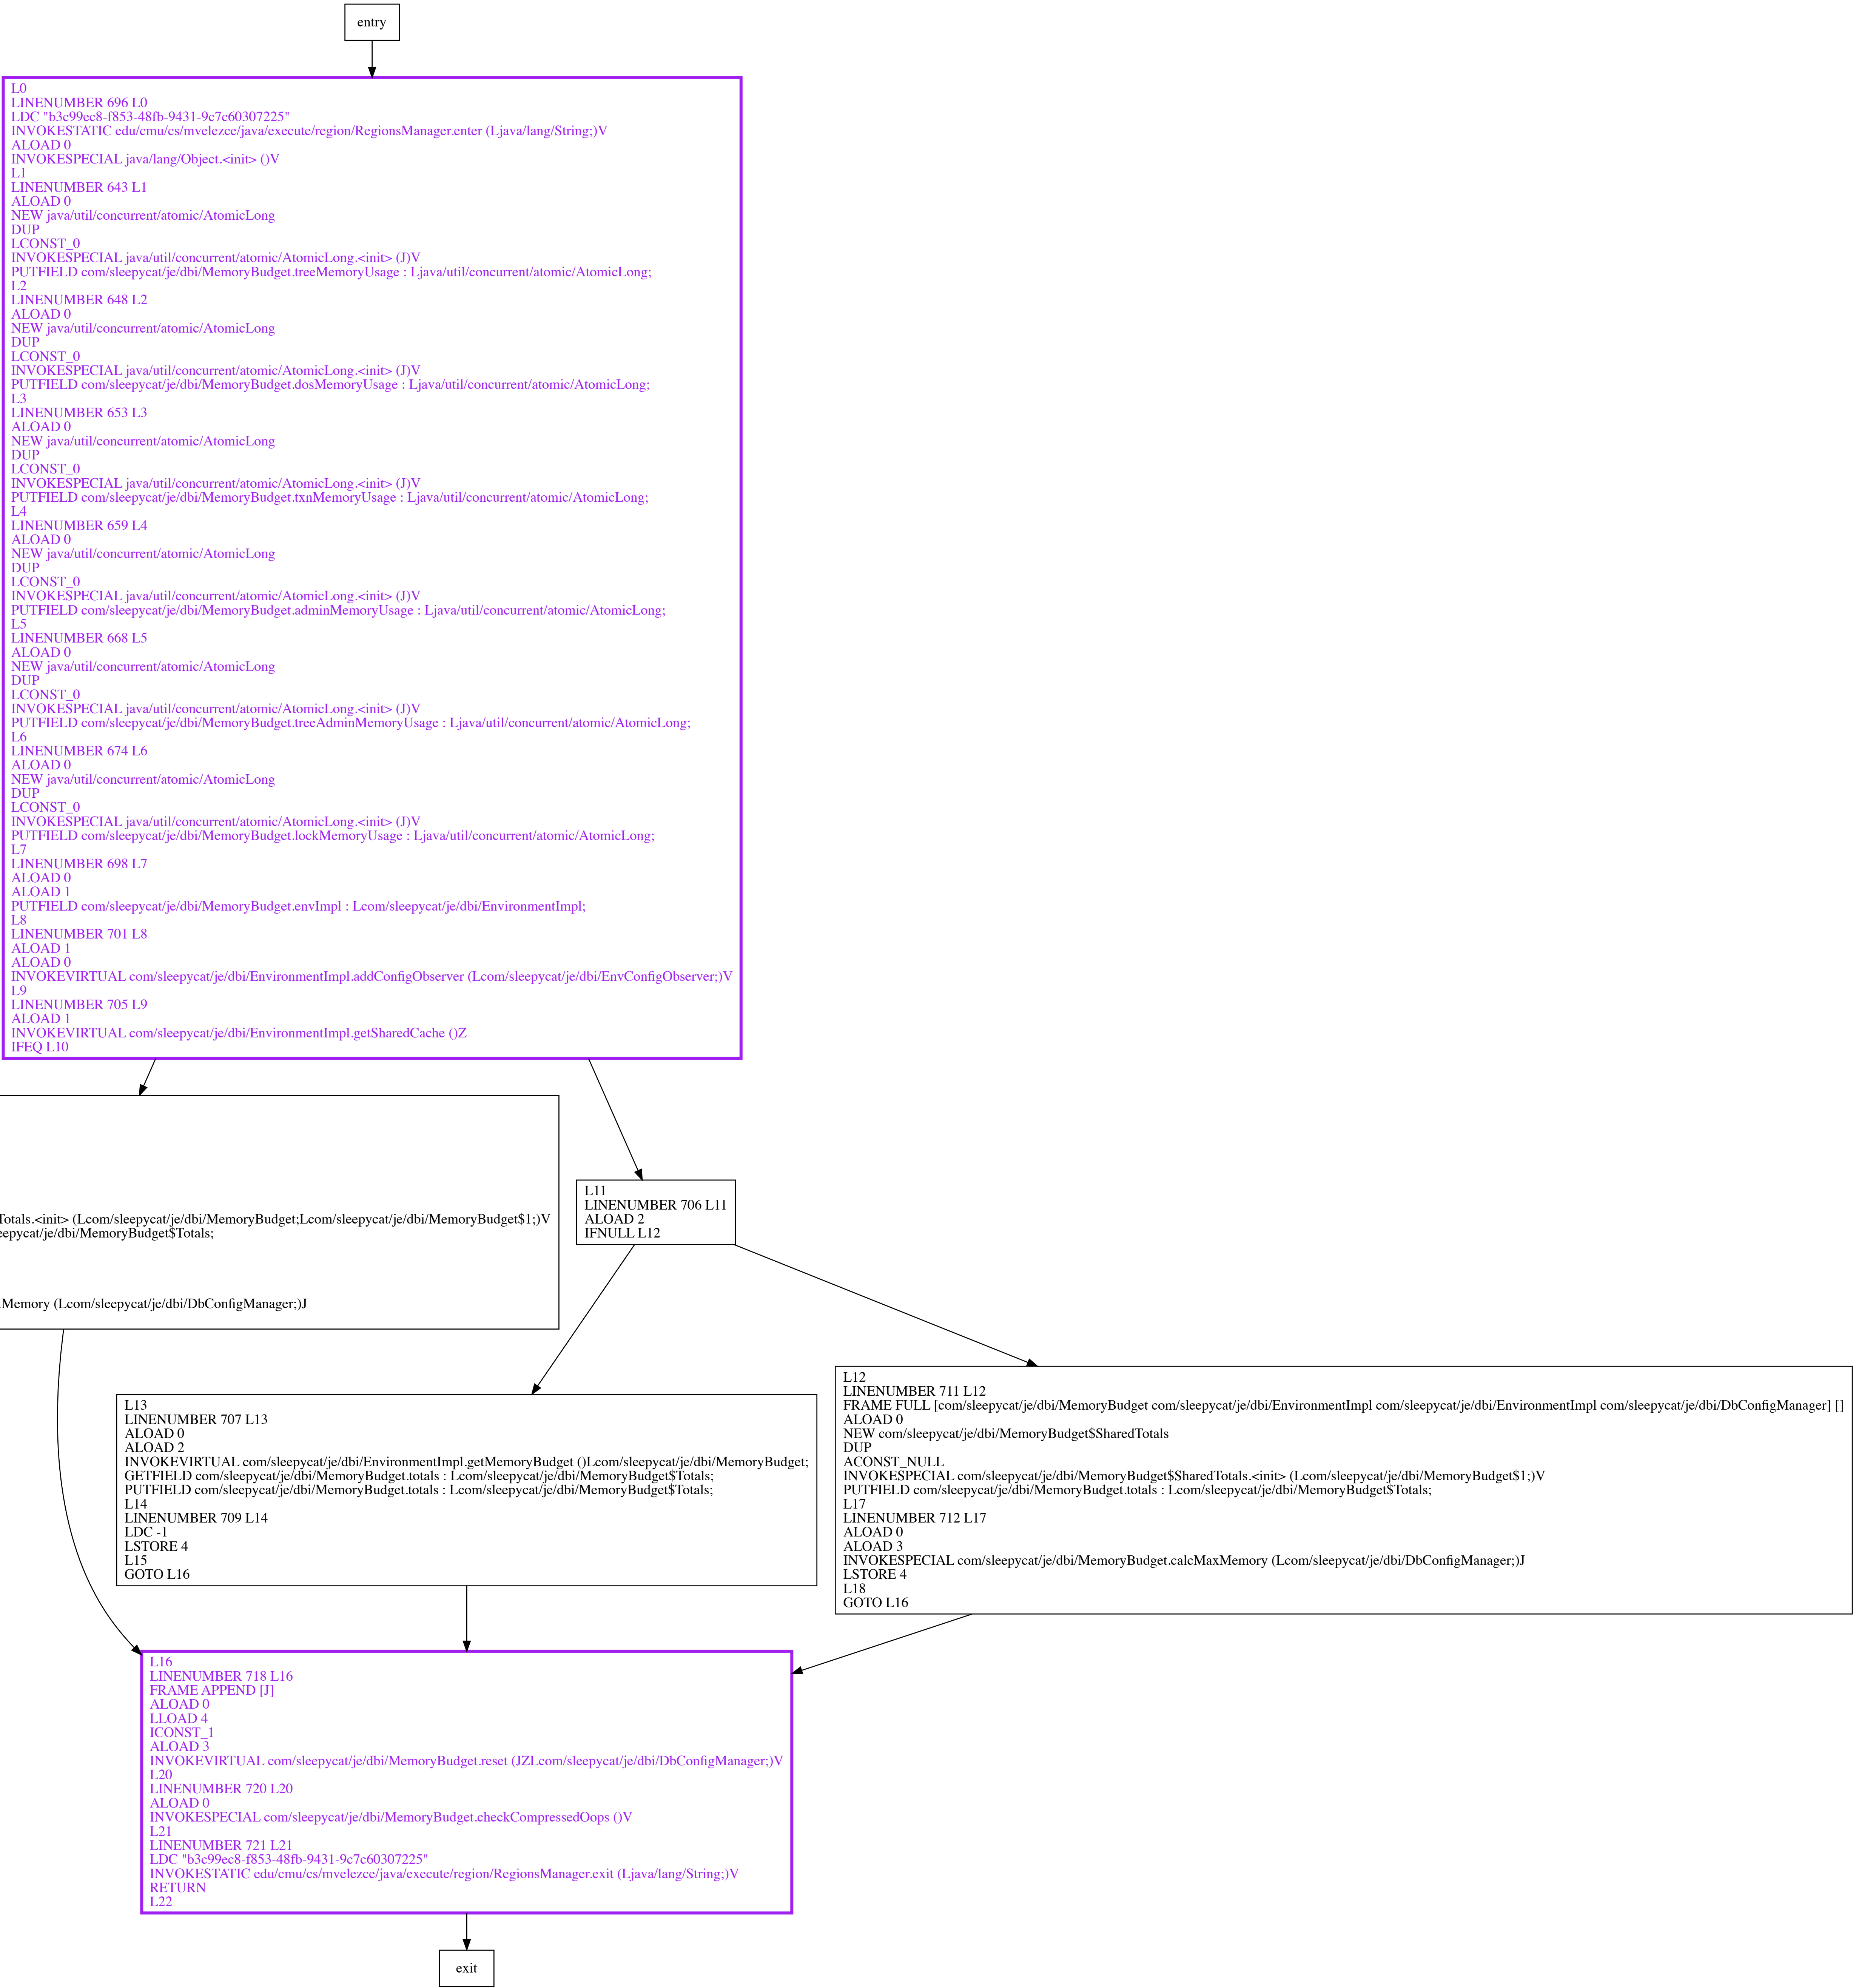 entry
L0
LINENUMBER 696 L0
LDC "b3c99ec8-f853-48fb-9431-9c7c60307225"
INVOKESTATIC edu/cmu/cs/mvelezce/java/execute/region/RegionsManager.enter (Ljava/lang/String;)V
ALOAD 0
INVOKESPECIAL java/lang/Object.<init> ()V
L1
LINENUMBER 643 L1
ALOAD 0
NEW java/util/concurrent/atomic/AtomicLong
DUP
LCONST_0
INVOKESPECIAL java/util/concurrent/atomic/AtomicLong.<init> (J)V
PUTFIELD com/sleepycat/je/dbi/MemoryBudget.treeMemoryUsage : Ljava/util/concurrent/atomic/AtomicLong;
L2
LINENUMBER 648 L2
ALOAD 0
NEW java/util/concurrent/atomic/AtomicLong
DUP
LCONST_0
INVOKESPECIAL java/util/concurrent/atomic/AtomicLong.<init> (J)V
PUTFIELD com/sleepycat/je/dbi/MemoryBudget.dosMemoryUsage : Ljava/util/concurrent/atomic/AtomicLong;
L3
LINENUMBER 653 L3
ALOAD 0
NEW java/util/concurrent/atomic/AtomicLong
DUP
LCONST_0
INVOKESPECIAL java/util/concurrent/atomic/AtomicLong.<init> (J)V
PUTFIELD com/sleepycat/je/dbi/MemoryBudget.txnMemoryUsage : Ljava/util/concurrent/atomic/AtomicLong;
L4
LINENUMBER 659 L4
ALOAD 0
NEW java/util/concurrent/atomic/AtomicLong
DUP
LCONST_0
INVOKESPECIAL java/util/concurrent/atomic/AtomicLong.<init> (J)V
PUTFIELD com/sleepycat/je/dbi/MemoryBudget.adminMemoryUsage : Ljava/util/concurrent/atomic/AtomicLong;
L5
LINENUMBER 668 L5
ALOAD 0
NEW java/util/concurrent/atomic/AtomicLong
DUP
LCONST_0
INVOKESPECIAL java/util/concurrent/atomic/AtomicLong.<init> (J)V
PUTFIELD com/sleepycat/je/dbi/MemoryBudget.treeAdminMemoryUsage : Ljava/util/concurrent/atomic/AtomicLong;
L6
LINENUMBER 674 L6
ALOAD 0
NEW java/util/concurrent/atomic/AtomicLong
DUP
LCONST_0
INVOKESPECIAL java/util/concurrent/atomic/AtomicLong.<init> (J)V
PUTFIELD com/sleepycat/je/dbi/MemoryBudget.lockMemoryUsage : Ljava/util/concurrent/atomic/AtomicLong;
L7
LINENUMBER 698 L7
ALOAD 0
ALOAD 1
PUTFIELD com/sleepycat/je/dbi/MemoryBudget.envImpl : Lcom/sleepycat/je/dbi/EnvironmentImpl;
L8
LINENUMBER 701 L8
ALOAD 1
ALOAD 0
INVOKEVIRTUAL com/sleepycat/je/dbi/EnvironmentImpl.addConfigObserver (Lcom/sleepycat/je/dbi/EnvConfigObserver;)V
L9
LINENUMBER 705 L9
ALOAD 1
INVOKEVIRTUAL com/sleepycat/je/dbi/EnvironmentImpl.getSharedCache ()Z
IFEQ L10
Totals.<init> (Lcom/sleepycat/je/dbi/MemoryBudget;Lcom/sleepycat/je/dbi/MemoryBudget$1;)V
eepycat/je/dbi/MemoryBudget$Totals;
Memory (Lcom/sleepycat/je/dbi/DbConfigManager;)J
L11
LINENUMBER 706 L11
ALOAD 2
IFNULL L12
L13
LINENUMBER 707 L13
ALOAD 0
ALOAD 2
INVOKEVIRTUAL com/sleepycat/je/dbi/EnvironmentImpl.getMemoryBudget ()Lcom/sleepycat/je/dbi/MemoryBudget;
GETFIELD com/sleepycat/je/dbi/MemoryBudget.totals : Lcom/sleepycat/je/dbi/MemoryBudget$Totals;
PUTFIELD com/sleepycat/je/dbi/MemoryBudget.totals : Lcom/sleepycat/je/dbi/MemoryBudget$Totals;
L14
LINENUMBER 709 L14
LDC -1
LSTORE 4
L15
GOTO L16
L12
LINENUMBER 711 L12
FRAME FULL [com/sleepycat/je/dbi/MemoryBudget com/sleepycat/je/dbi/EnvironmentImpl com/sleepycat/je/dbi/EnvironmentImpl com/sleepycat/je/dbi/DbConfigManager] []
ALOAD 0
NEW com/sleepycat/je/dbi/MemoryBudget$SharedTotals
DUP
ACONST_NULL
INVOKESPECIAL com/sleepycat/je/dbi/MemoryBudget$SharedTotals.<init> (Lcom/sleepycat/je/dbi/MemoryBudget$1;)V
PUTFIELD com/sleepycat/je/dbi/MemoryBudget.totals : Lcom/sleepycat/je/dbi/MemoryBudget$Totals;
L17
LINENUMBER 712 L17
ALOAD 0
ALOAD 3
INVOKESPECIAL com/sleepycat/je/dbi/MemoryBudget.calcMaxMemory (Lcom/sleepycat/je/dbi/DbConfigManager;)J
LSTORE 4
L18
GOTO L16
L16
LINENUMBER 718 L16
FRAME APPEND [J]
ALOAD 0
LLOAD 4
ICONST_1
ALOAD 3
INVOKEVIRTUAL com/sleepycat/je/dbi/MemoryBudget.reset (JZLcom/sleepycat/je/dbi/DbConfigManager;)V
L20
LINENUMBER 720 L20
ALOAD 0
INVOKESPECIAL com/sleepycat/je/dbi/MemoryBudget.checkCompressedOops ()V
L21
LINENUMBER 721 L21
LDC "b3c99ec8-f853-48fb-9431-9c7c60307225"
INVOKESTATIC edu/cmu/cs/mvelezce/java/execute/region/RegionsManager.exit (Ljava/lang/String;)V
RETURN
L22
exit